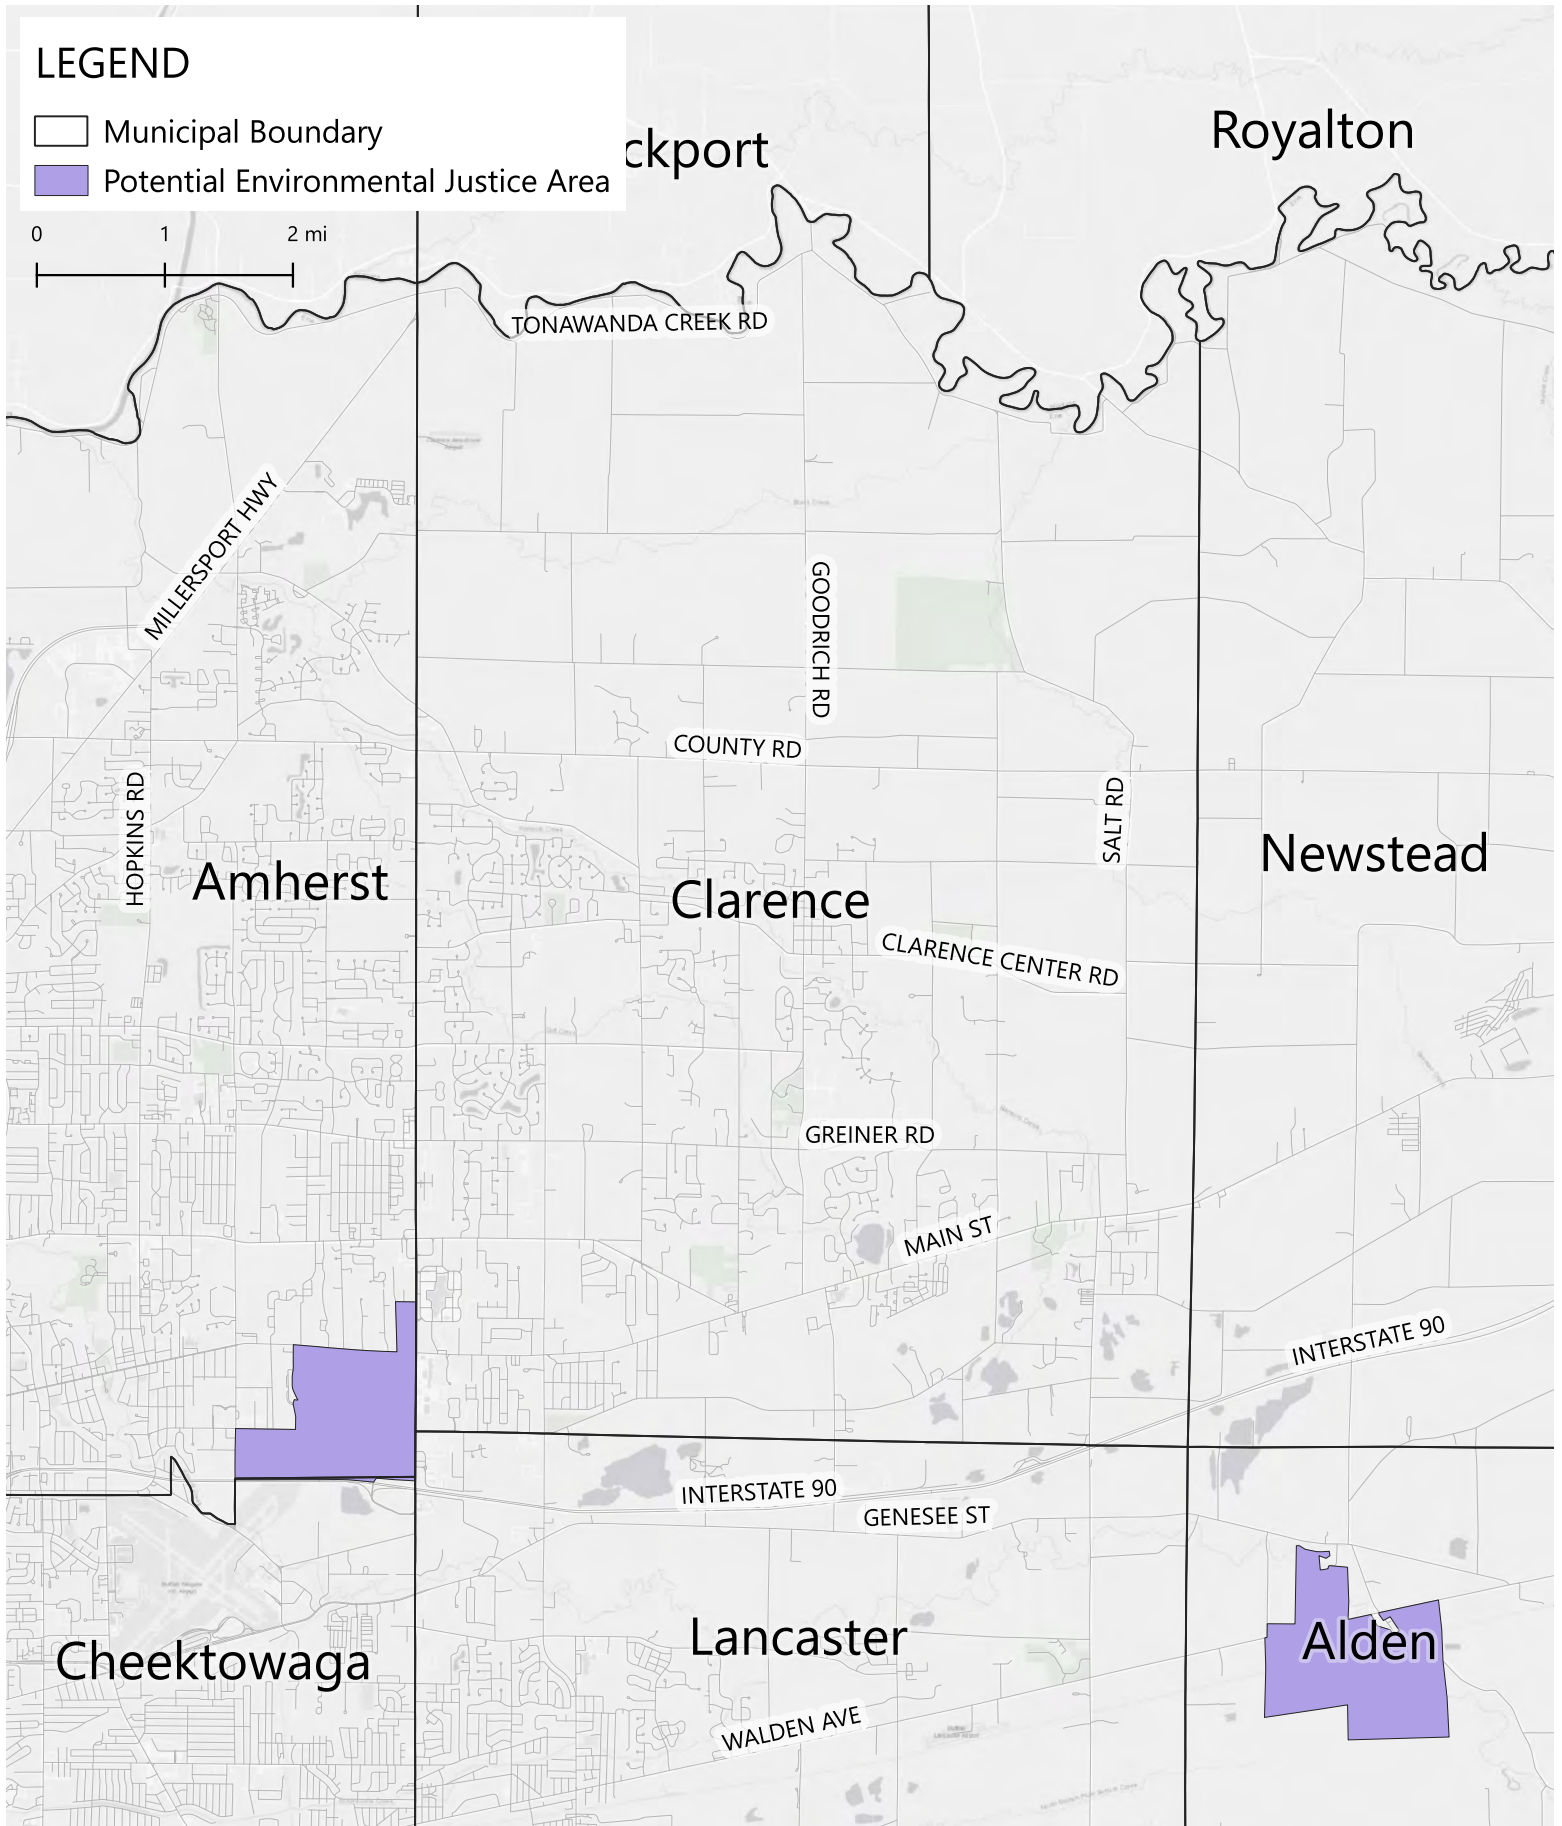 LEGEND
Municipal Boundary
Potential Environmental Justice Area
0 1 2 mi
ckport
Royalton
TONAWANDA CREEK RD
MILLERSPORT HWY
GOODRICH RD
COUNTY RD
HOPKINS RD
SALT RD
Amherst
Clarence
Newstead
CLARENCE CENTER RD
GREINER RD
MAIN ST
INTERSTATE 90
INTERSTATE 90
GENESEE ST
Cheektowaga
Lancaster
Alden
WALDEN AVE